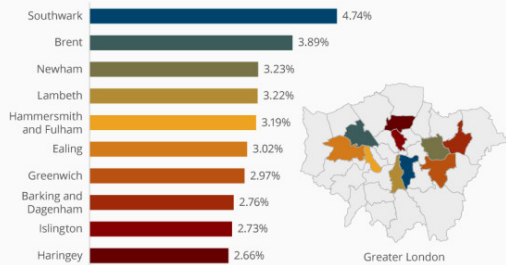 Southwark 4.74%
Brent 3.89%
Newham 3.23%
Lambeth 3.22%
Hammersmith
and Fulham 3.19%
Ealing 3.02%
Greenwich 2.97%
Barking and
Dagenham 2.76%
Islington 2.73%
Haringey 2.66%
Greater London